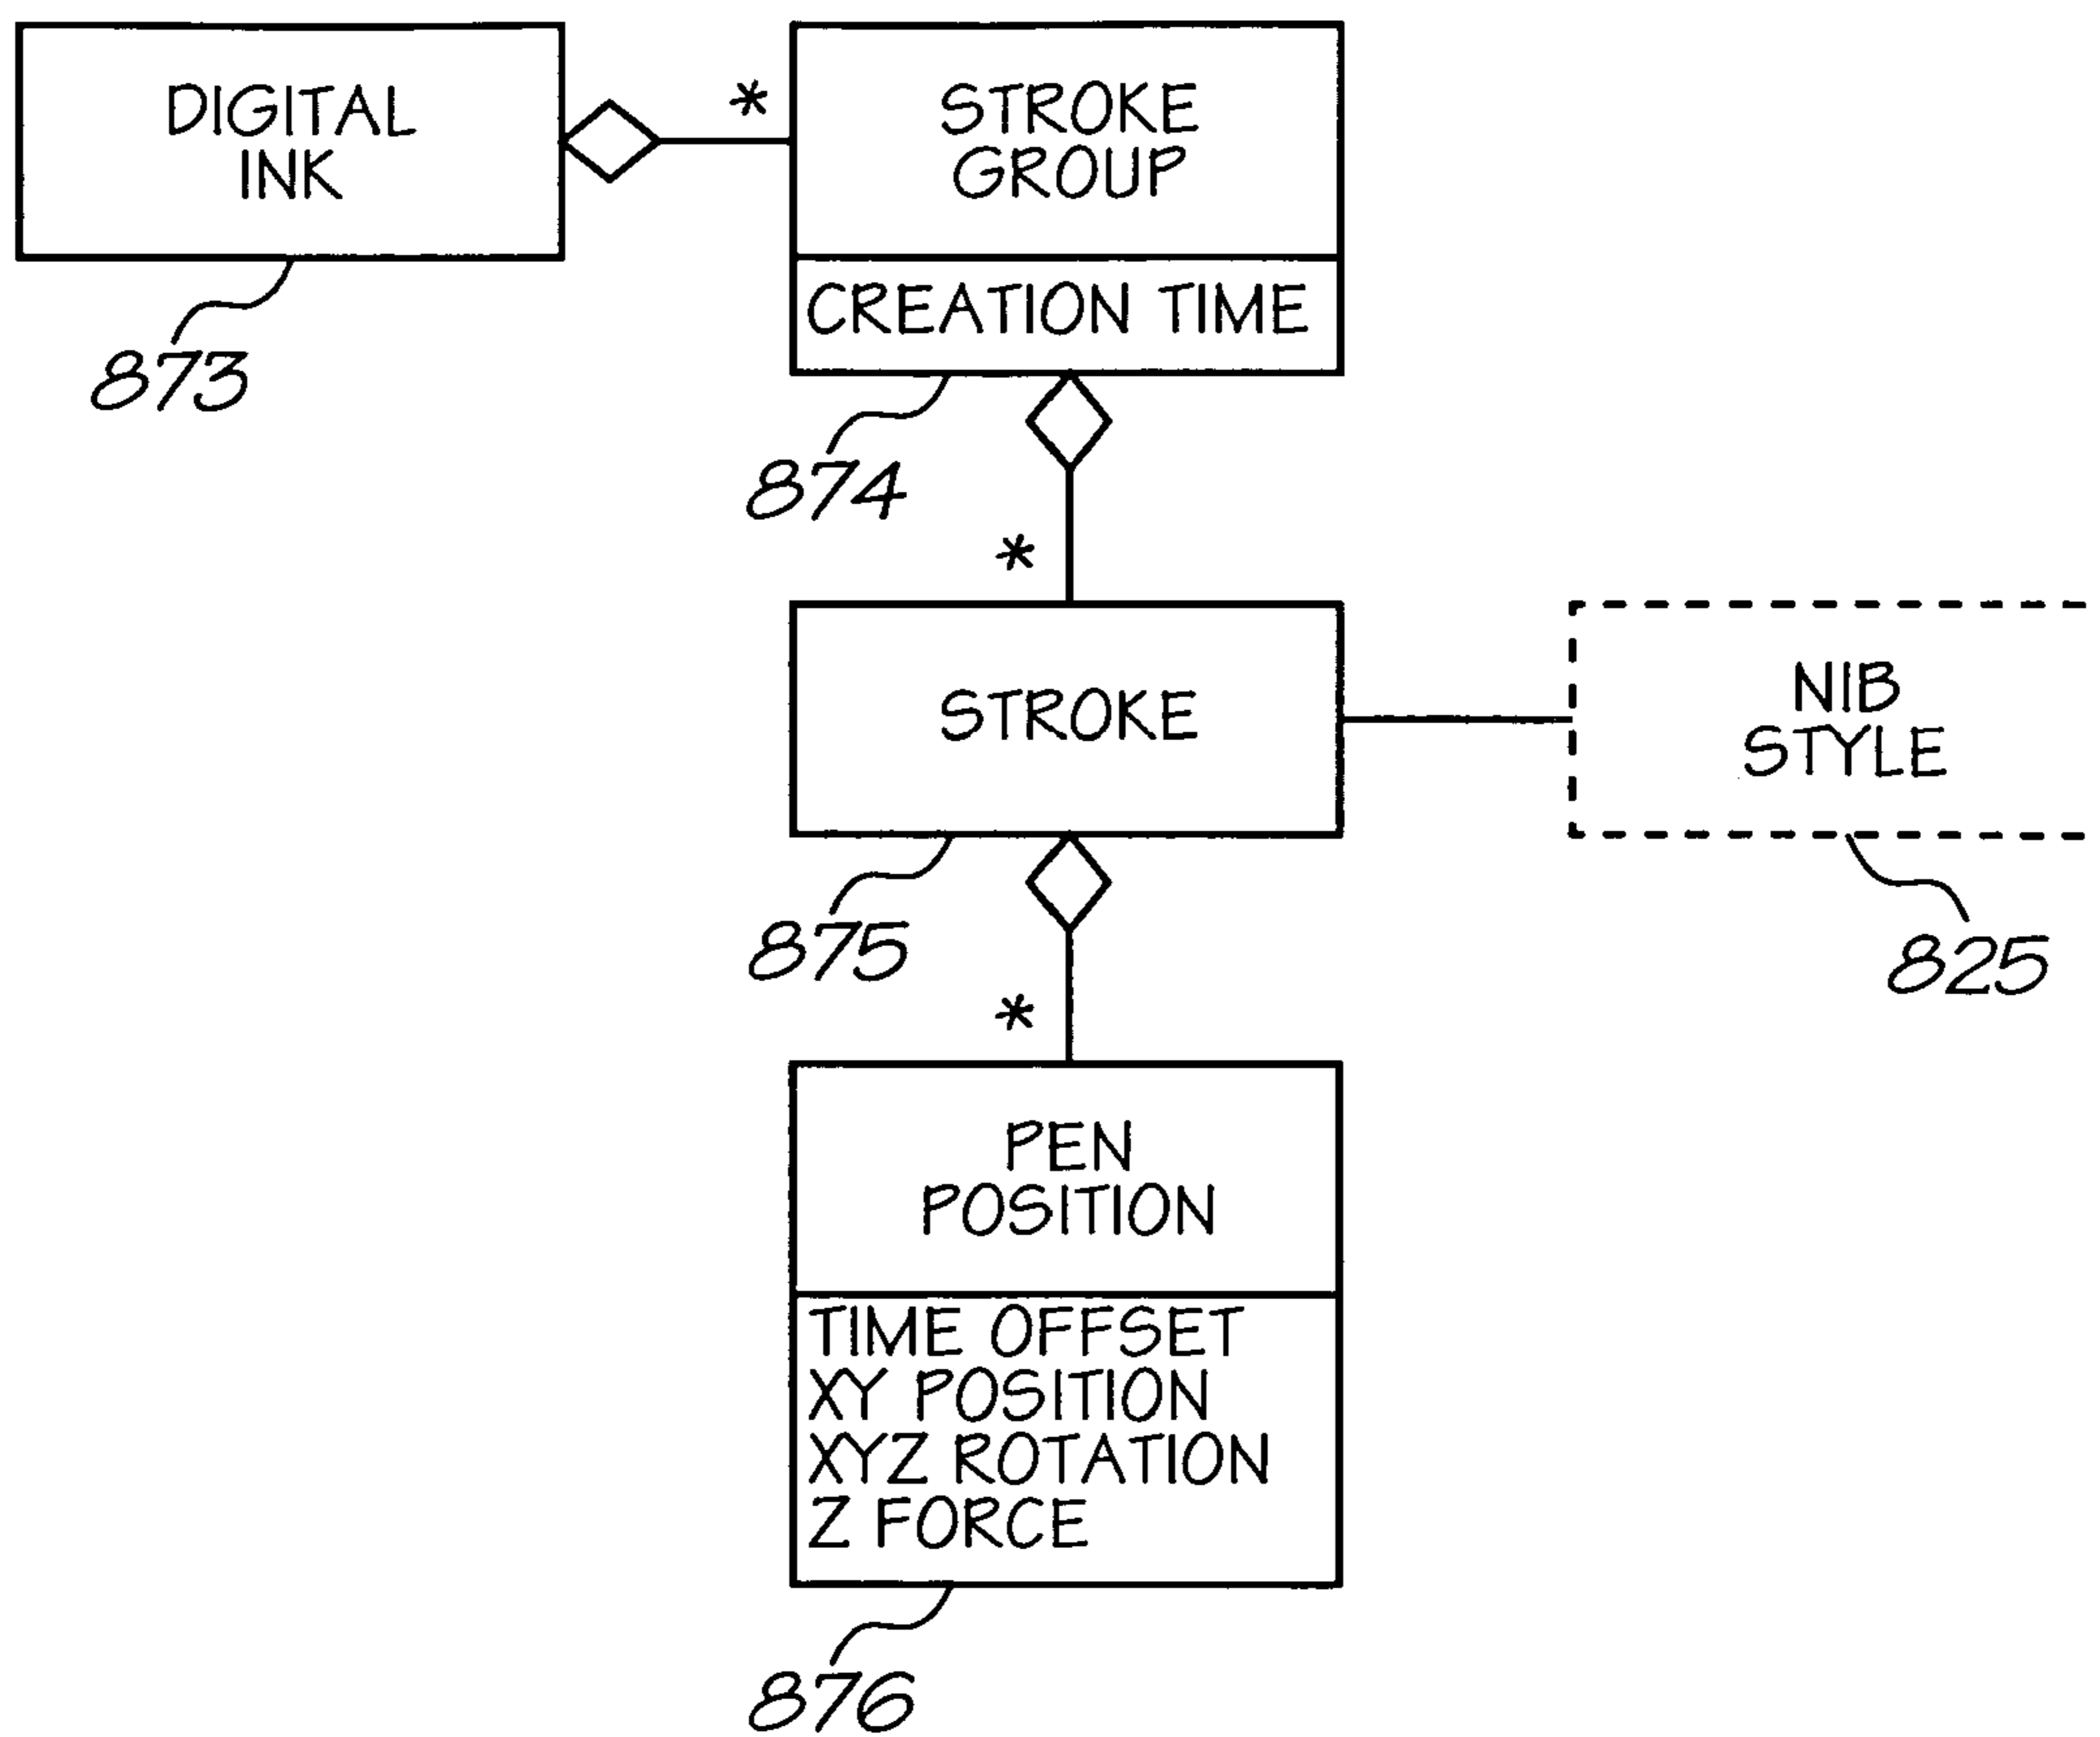 DIGITAL
INK
*
STROKE
GROUP
CREATION TIME
873
874
*
STROKE
NIB
STYLE
875
825
*
PEN
POSITION
TIME OFFSET
XY POSITION
XYZ ROTATION
Z FORCE
876